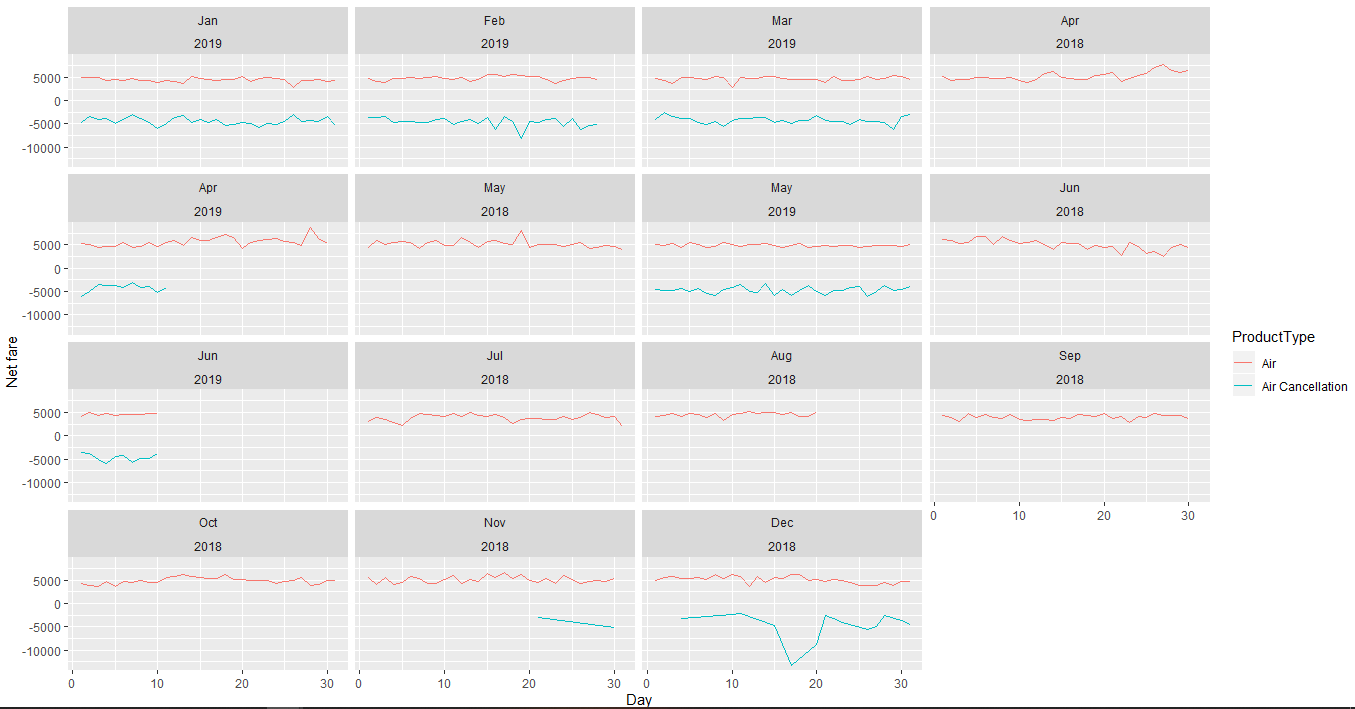 Jan
Feb
Mar
Apr
2019
2019
2019
2018
5000
0
-5000
-10000
Apr
May
May
Jun
2019
2018
2019
2018
5000
0
-5000
-10000
Jun
Jul
Aug
Sep
2019
2018
2018
2018
5000
0
-5000
-10000
0 10 20 30
Oct
Nov
Dec
2018
2018
2018
5000
0
-5000
-10000
0 10 20 30
0 10 20 30
0 10 20 30
Day
Net fare
ProductType
Air
Air Cancellation